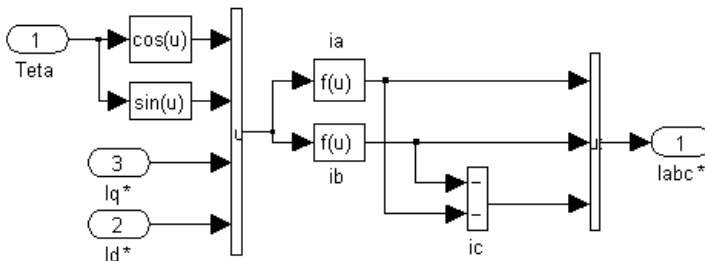 1
Teta
cos(u)
sin(u)
3
Iq*
2
Id*
ia
f(u)
f(u)
ib
−
−
ic
1
Iabc*